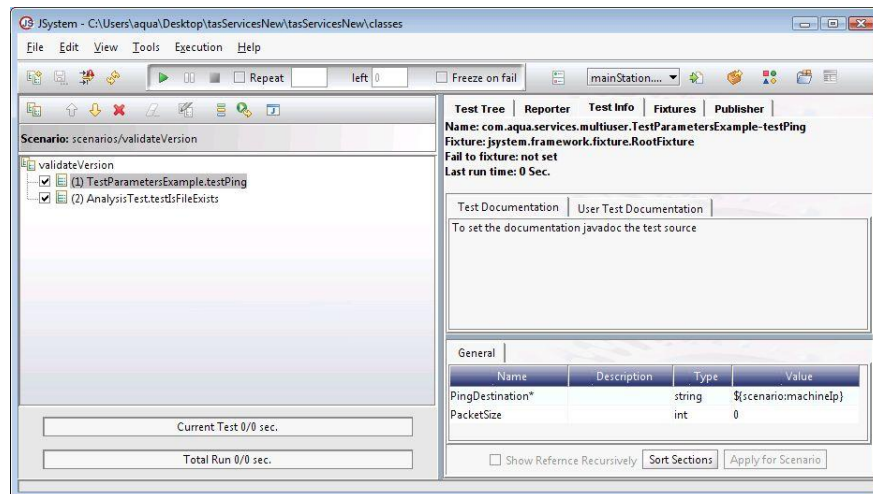 JSystem - C:\Users\aqua\Desktop\tasServicesNew\tasServicesNew\classes
File Edit View Tools Execution Help
Repeat left 0 Freeze on fail mainStation....
Scenario: scenarios/validateVersion
validateVersion
(1) TestParametersExample.testPing
(2) AnalysisTest.testIsFileExists
Current Test 0/0 sec.
Total Run 0/0 sec.
Test Tree Reporter Test Info Fixtures Publisher
Name: com.aqua.services.multiuser.TestParametersExample-testPing
Fixture: jsystem.framework.fixture.RootFixture
Fail to fixture: not set
Last run time: 0 Sec.
Test Documentation User Test Documentation
To set the documentation javadoc the test source
General
Name Description Type Value
PingDestination* string ${scenario:machineIp}
PacketSize int 0
Show Refernce Recursively Sort Sections Apply for Scenario